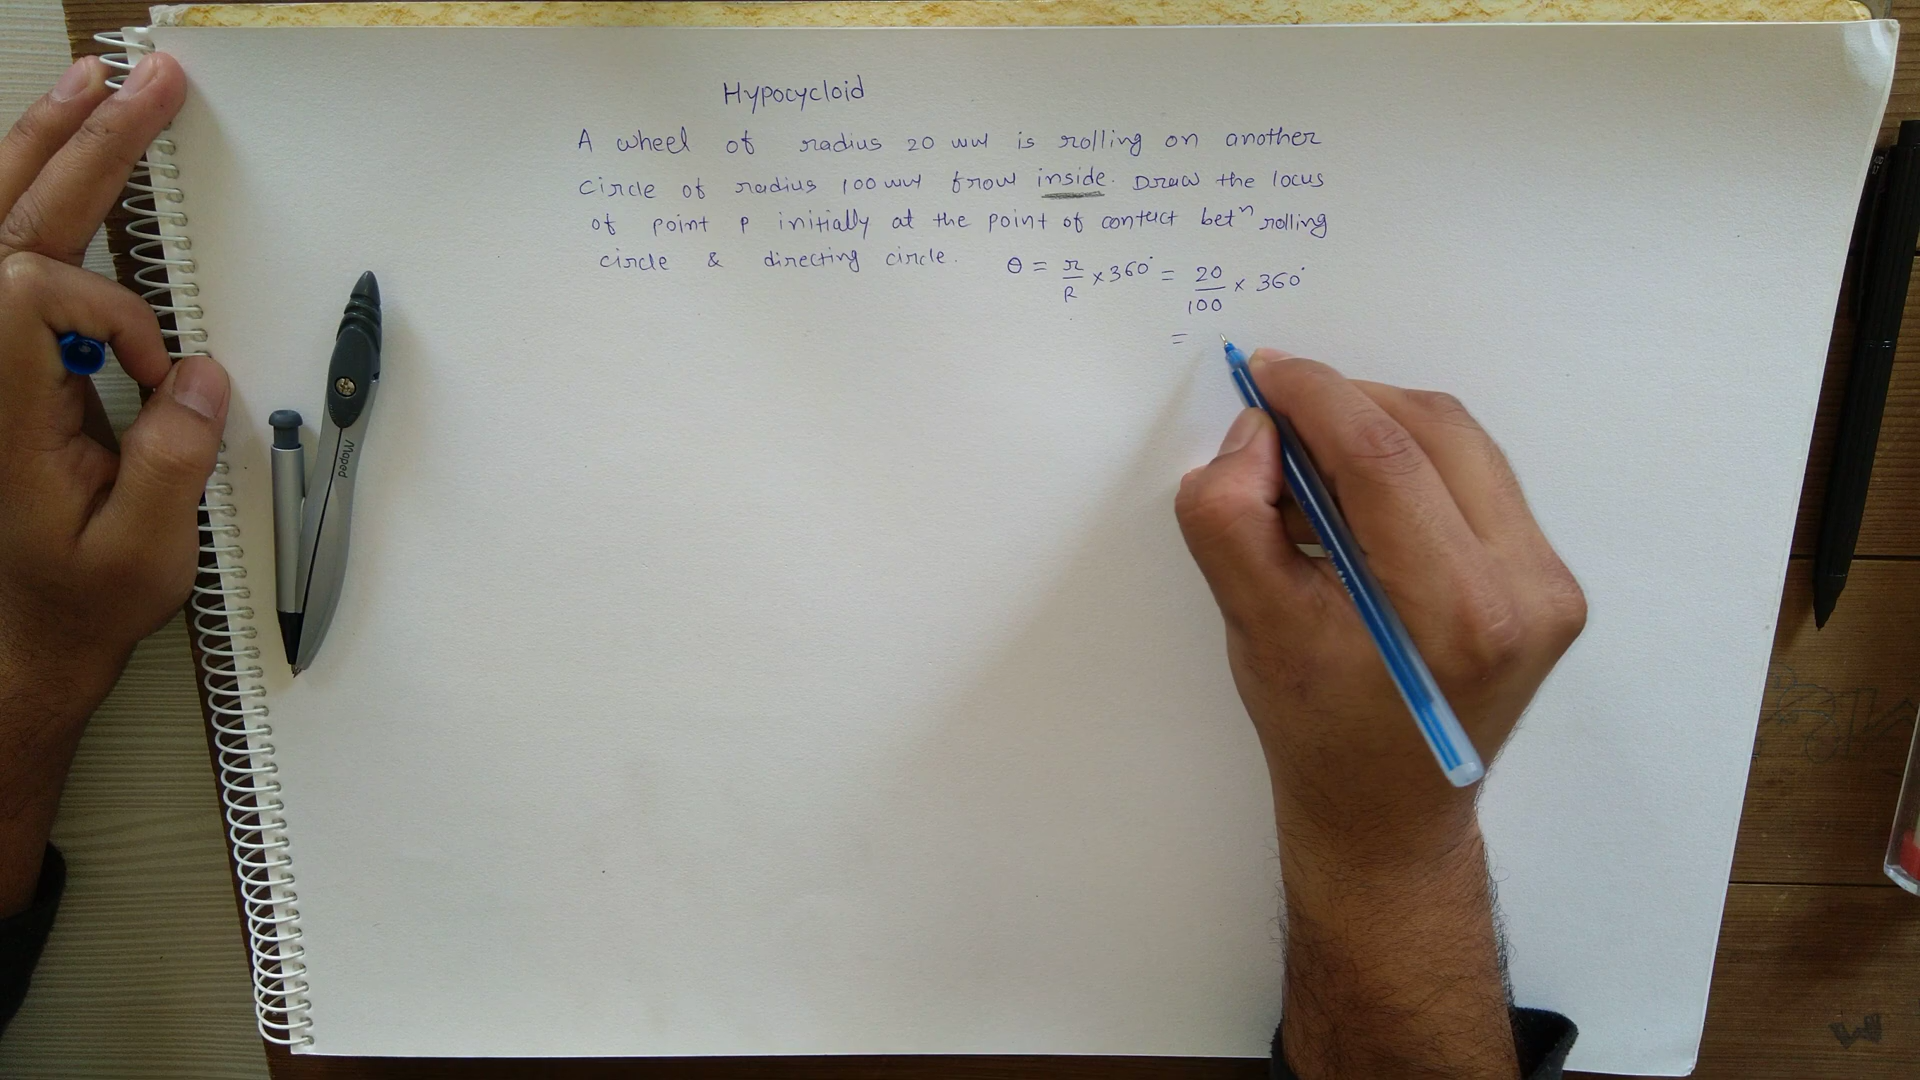 Hypocycloid
A wheel of radius 20 mm is rolling on another
circle of radius 100 mm from inside. Draw the locus
of point P initially at the point of contact betⁿ rolling
circle & directing circle. θ = r/R × 360° = 20/100 × 360°
=
Maped